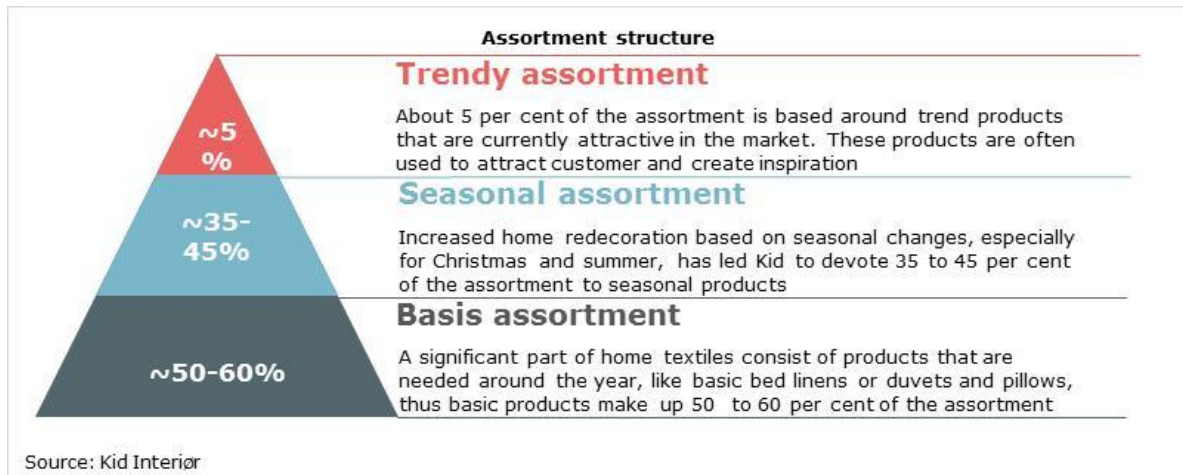 Assortment structure
Trendy assortment
About 5 per cent of the assortment is based around trend products
that are currently attractive in the market. These products are often
used to attract customer and create inspiration
~5
%
Seasonal assortment
Increased home redecoration based on seasonal changes, especially
for Christmas and summer, has led Kid to devote 35 to 45 per cent
of the assortment to seasonal products
~35-
45%
Basis assortment
A significant part of home textiles consist of products that are
needed around the year, like basic bed linens or duvets and pillows,
thus basic products make up 50 to 60 per cent of the assortment
~50-60%
Source: Kid Interiør